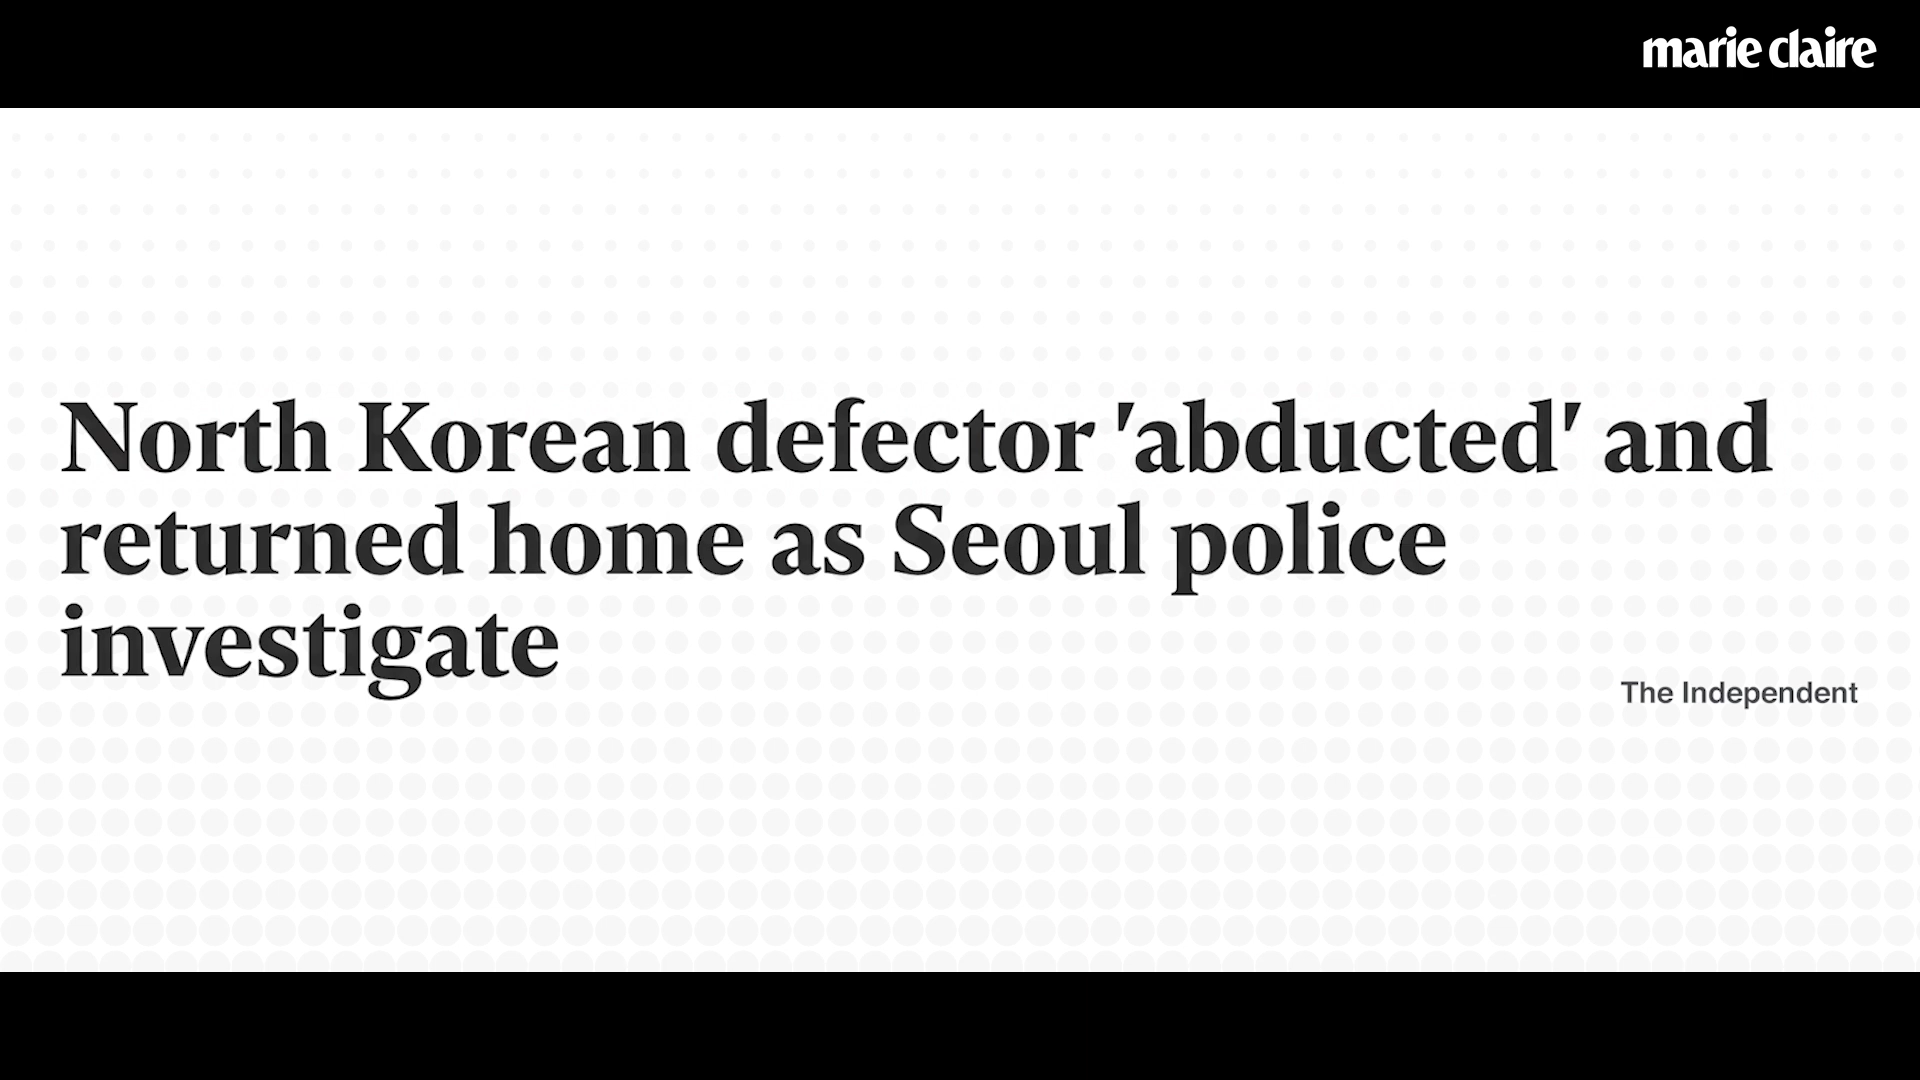 marie claire
North Korean defector 'abducted' and
returned home as Seoul police
investigate
The Independent